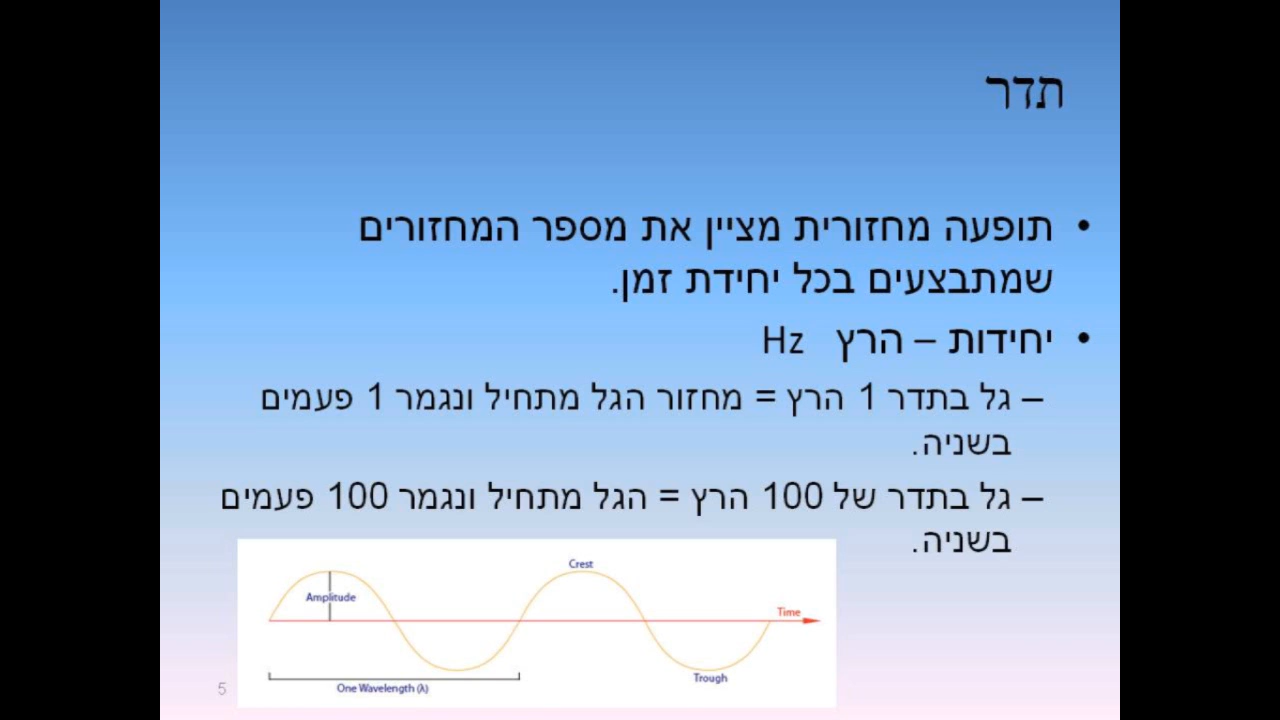 תדר
• תופעה מחזורית מציין את מספר המחזורים
שמתבצעים בכל יחידת זמן.
• יחידות – הרץ Hz
– גל בתדר 1 הרץ = מחזור הגל מתחיל ונגמר 1 פעמים
בשניה.
– גל בתדר של 100 הרץ = הגל מתחיל ונגמר 100 פעמים
בשניה.
Crest
Amplitude
Time
Trough
One Wavelength (λ)
5